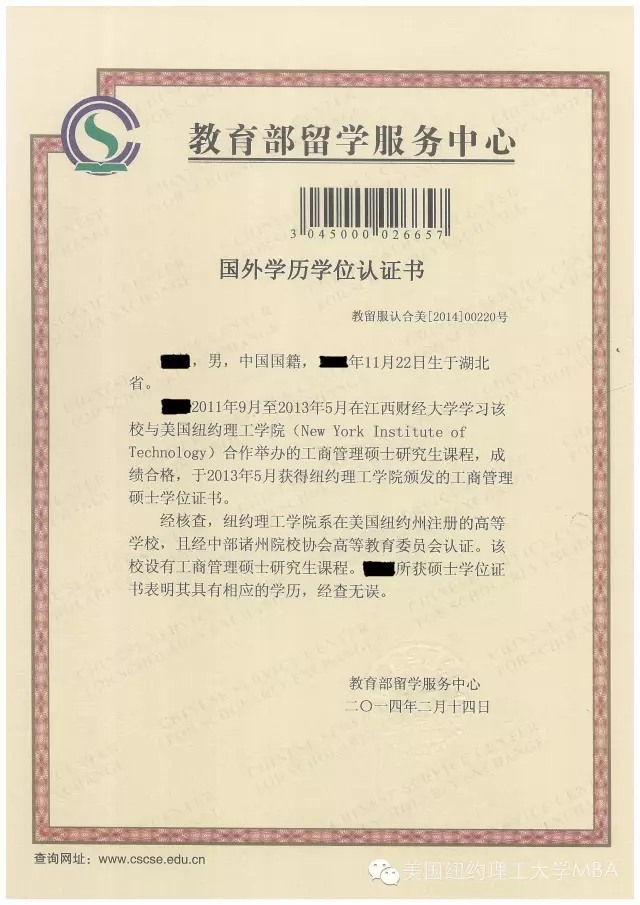 教育部留学服务中心
3 045000 026657
国外学历学位认证书
教留服认合美[2014]00220号
，男，中国国籍，年11月22日生于湖北
省。
2011年9月至2013年5月在江西财经大学学习该
校与美国纽约理工学院（New York Institute of
Technology）合作举办的工商管理硕士研究生课程，成
绩合格，于2013年5月获得纽约理工学院颁发的工商管理
硕士学位证书。
经核查，纽约理工学院系在美国纽约州注册的高等
学校，且经中部诸州院校协会高等教育委员会认证。该
校设有工商管理硕士研究生课程。所获硕士学位证
书表明其具有相应的学历，经查无误。
教育部留学服务中心
二〇一四年二月十四日
查询网址：www.cscse.edu.cn
美国纽约理工大学MBA